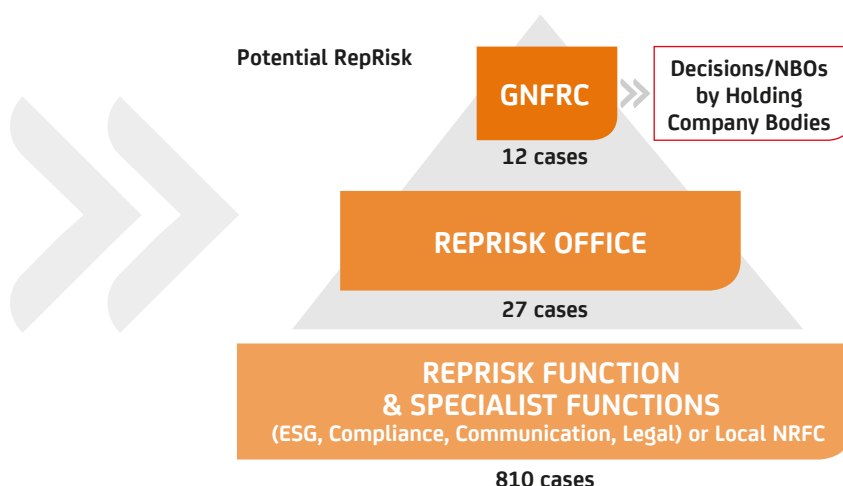 Potential RepRisk
GNFRC
Decisions/NBOs
by Holding
Company Bodies
12 cases
REPRISK OFFICE
27 cases
REPRISK FUNCTION
& SPECIALIST FUNCTIONS
(ESG, Compliance, Communication, Legal) or Local NRFC
810 cases